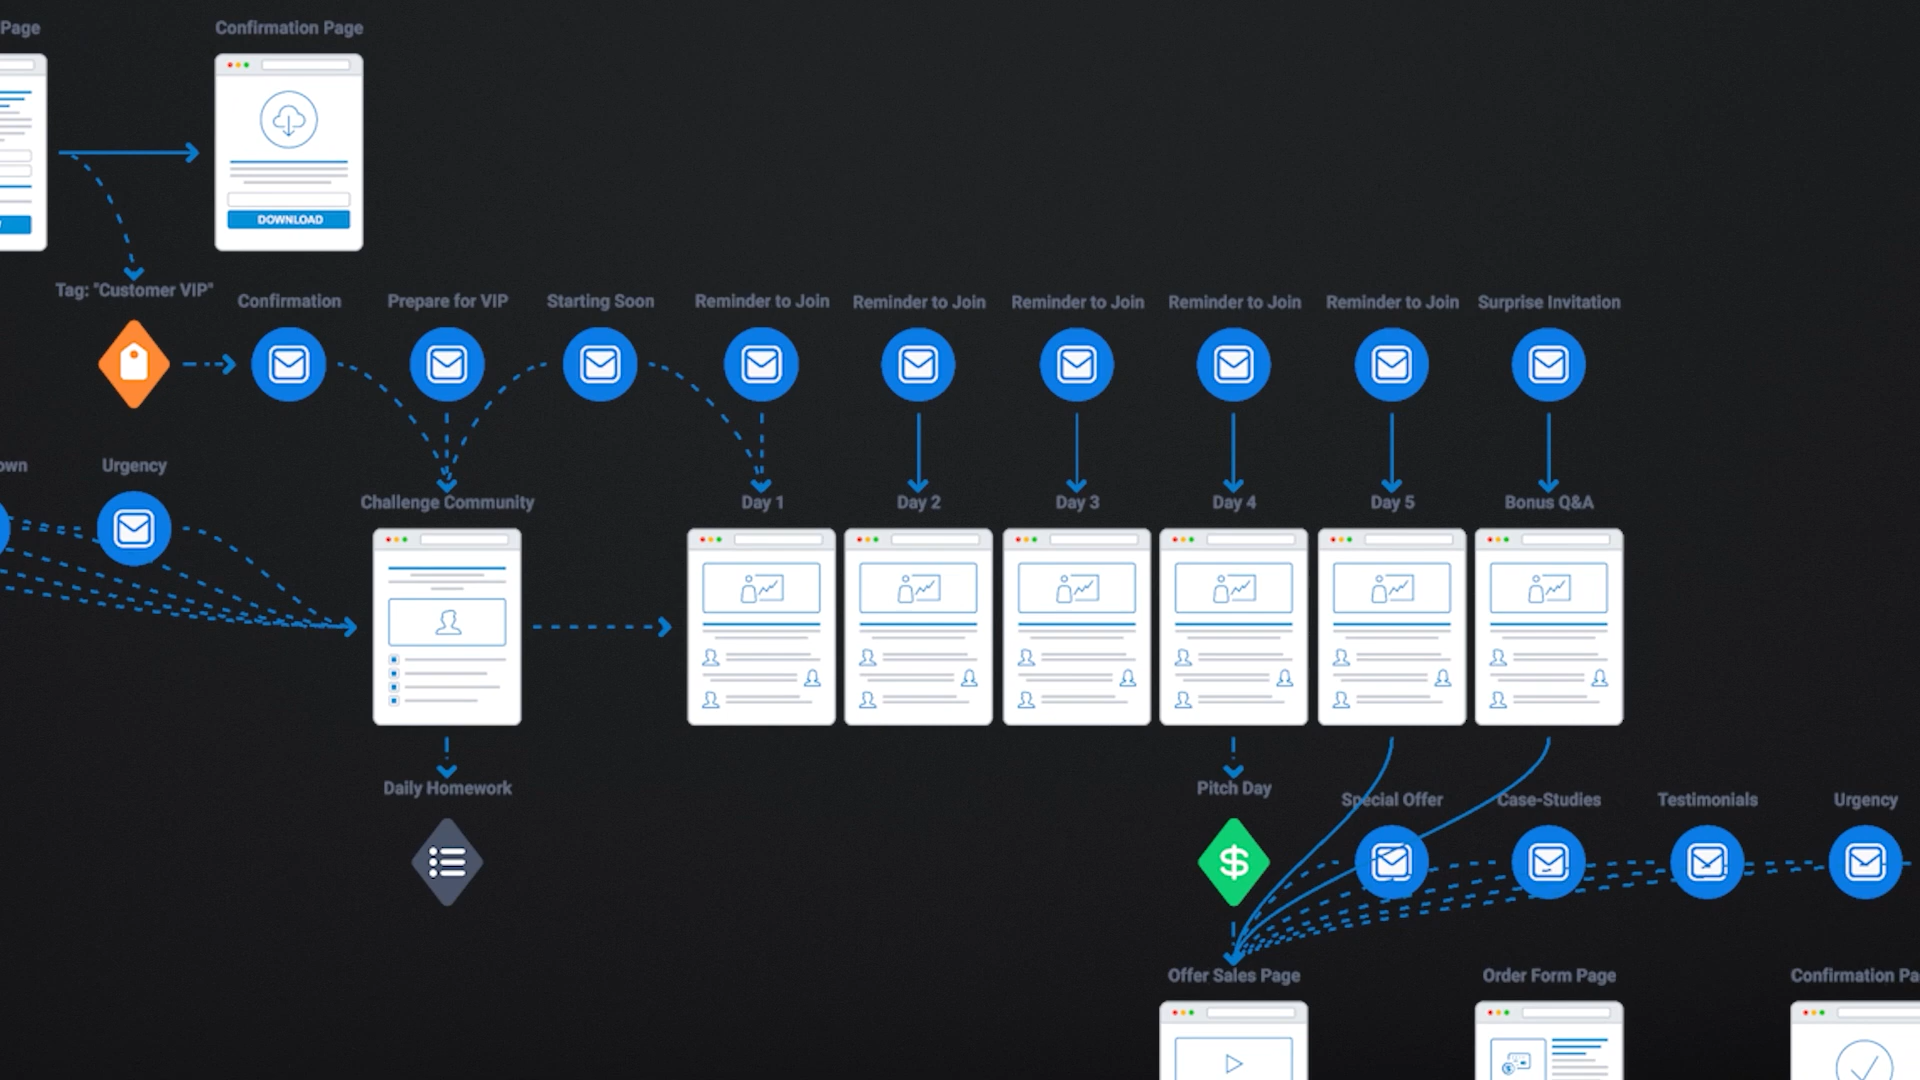 Page
Confirmation Page
DOWNLOAD
Tag: "Customer VIP"
Confirmation
Prepare for VIP
Starting Soon
Reminder to Join
Reminder to Join
Reminder to Join
Reminder to Join
Reminder to Join
Surprise Invitation
own
Urgency
Challenge Community
Day 1
Day 2
Day 3
Day 4
Day 5
Bonus Q&A
Daily Homework
Pitch Day
Special Offer
Case-Studies
Testimonials
Urgency
Offer Sales Page
Order Form Page
Confirmation Pa